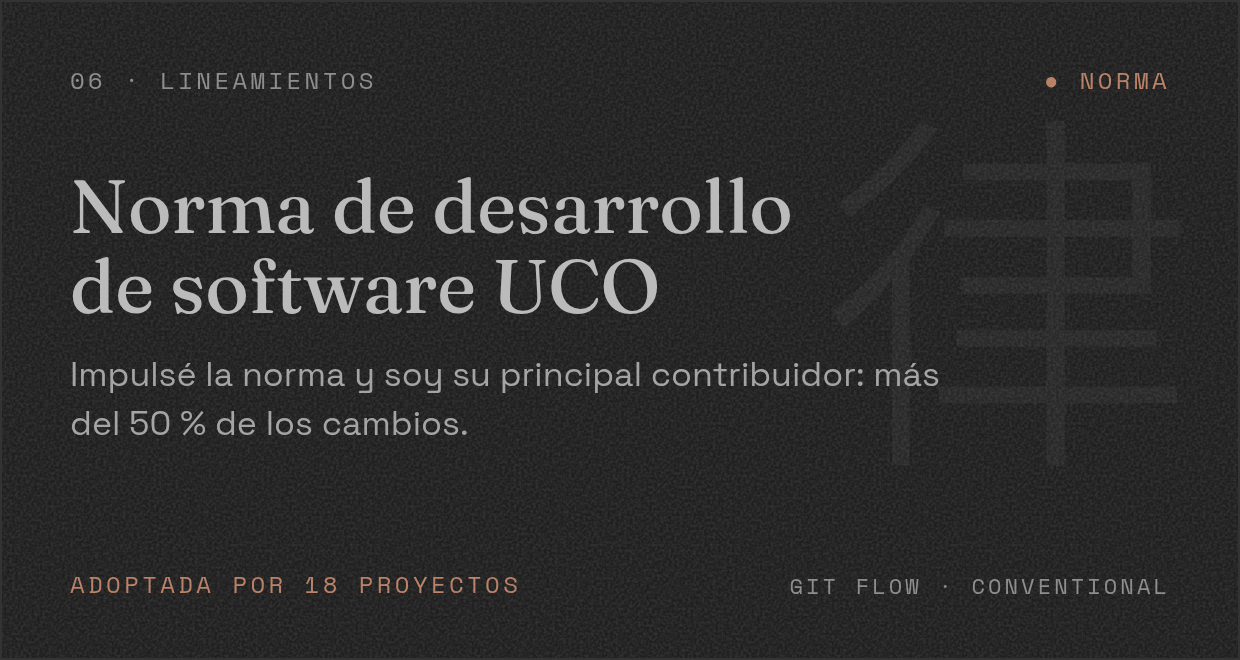 06 · LINEAMIENTOS
● NORMA
律
Norma de desarrollo
de software UCO
Impulsé la norma y soy su principal contribuidor: más
del 50 % de los cambios.
ADOPTADA POR 18 PROYECTOS
GIT FLOW · CONVENTIONAL